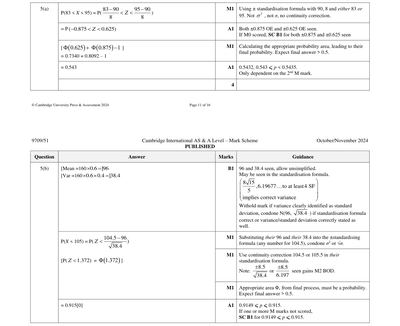 5(a)
P(83 < X < 95) = P( (83 − 90)/8 < Z < (95 − 90)/8 )
M1
Using a standardisation formula with 90, 8 and either 83 or
95. Not σ², not σ, no continuity correction.
= P(−0.875 < Z < 0.625)
A1
Both ±0.875 OE and ±0.625 OE seen.
If M0 scored, SC B1 for both ±0.875 and ±0.625 seen
[Φ(0.625) + Φ(0.875) − 1]
= 0.7340 + 0.8092 − 1
M1
Calculating the appropriate probability area, leading to their
final probability. Expect final answer > 0.5.
= 0.543
A1
0.5432, 0.543 ⩽ p < 0.5435.
Only dependent on the 2nd M mark.
4
© Cambridge University Press & Assessment 2024
Page 11 of 16
9709/51
Cambridge International AS & A Level – Mark Scheme
PUBLISHED
October/November 2024
Question Answer Marks Guidance
5(b)
[Mean = 160 × 0.6 =] 96
[Var = 160 × 0.6 × 0.4 =] 38.4
B1
96 and 38.4 seen, allow unsimplified.
May be seen in the standardisation formula.
( 8√15/5, 6.19677… to at least 4 SF
implies correct variance )
Withold mark if variance clearly identified as standard
deviation, condone N(96, √38.4) if standardisation formula
correct or variance/standard deviation correctly stated as
well.
P(X < 105) = P( Z < (104.5 − 96)/√38.4 )
M1
Substituting their 96 and their 38.4 into the ±standardising
formula (any number for 104.5), condone σ² or √σ.
[P(Z < 1.372) = Φ(1.372)]
M1
Use continuity correction 104.5 or 105.5 in their
standardisation formula.
Note: ±8.5/√38.4 or ±8.5/6.197 seen gains M2 BOD.
M1
Appropriate area Φ, from final process, must be a probability.
Expect final answer > 0.5.
= 0.915[0]
A1
0.9149 ⩽ p ⩽ 0.915.
If one or more M marks not scored,
SC B1 for 0.9149 ⩽ p ⩽ 0.915.